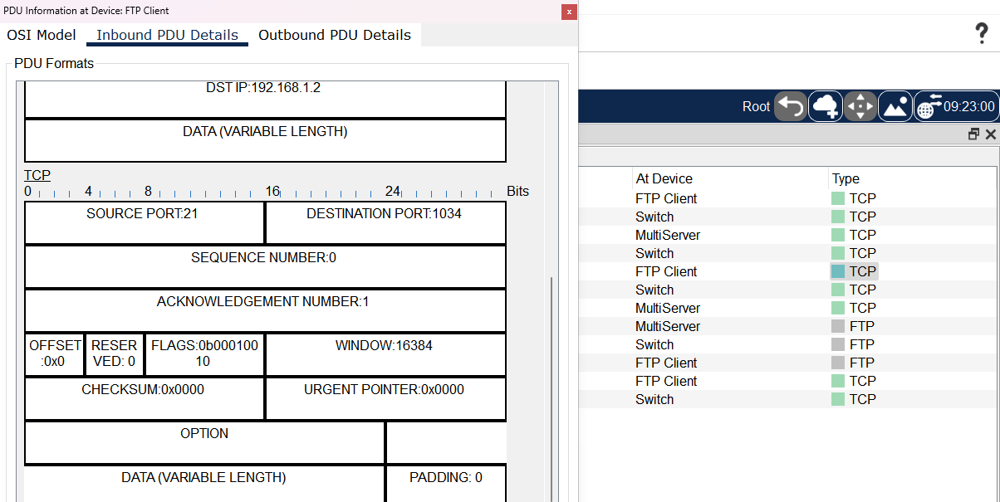 PDU Information at Device: FTP Client
x
OSI Model Inbound PDU Details Outbound PDU Details
?
PDU Formats
DST IP:192.168.1.2
DATA (VARIABLE LENGTH)
TCP
0 4 8 16 24 Bits
SOURCE PORT:21 DESTINATION PORT:1034
SEQUENCE NUMBER:0
ACKNOWLEDGEMENT NUMBER:1
OFFSET
:0x0
RESER
VED: 0
FLAGS:0b000100
10
WINDOW:16384
CHECKSUM:0x0000 URGENT POINTER:0x0000
OPTION
DATA (VARIABLE LENGTH) PADDING: 0
Root 09:23:00
At Device Type
FTP Client TCP
Switch TCP
MultiServer TCP
Switch TCP
FTP Client TCP
Switch TCP
MultiServer TCP
MultiServer FTP
Switch FTP
FTP Client FTP
FTP Client TCP
Switch TCP